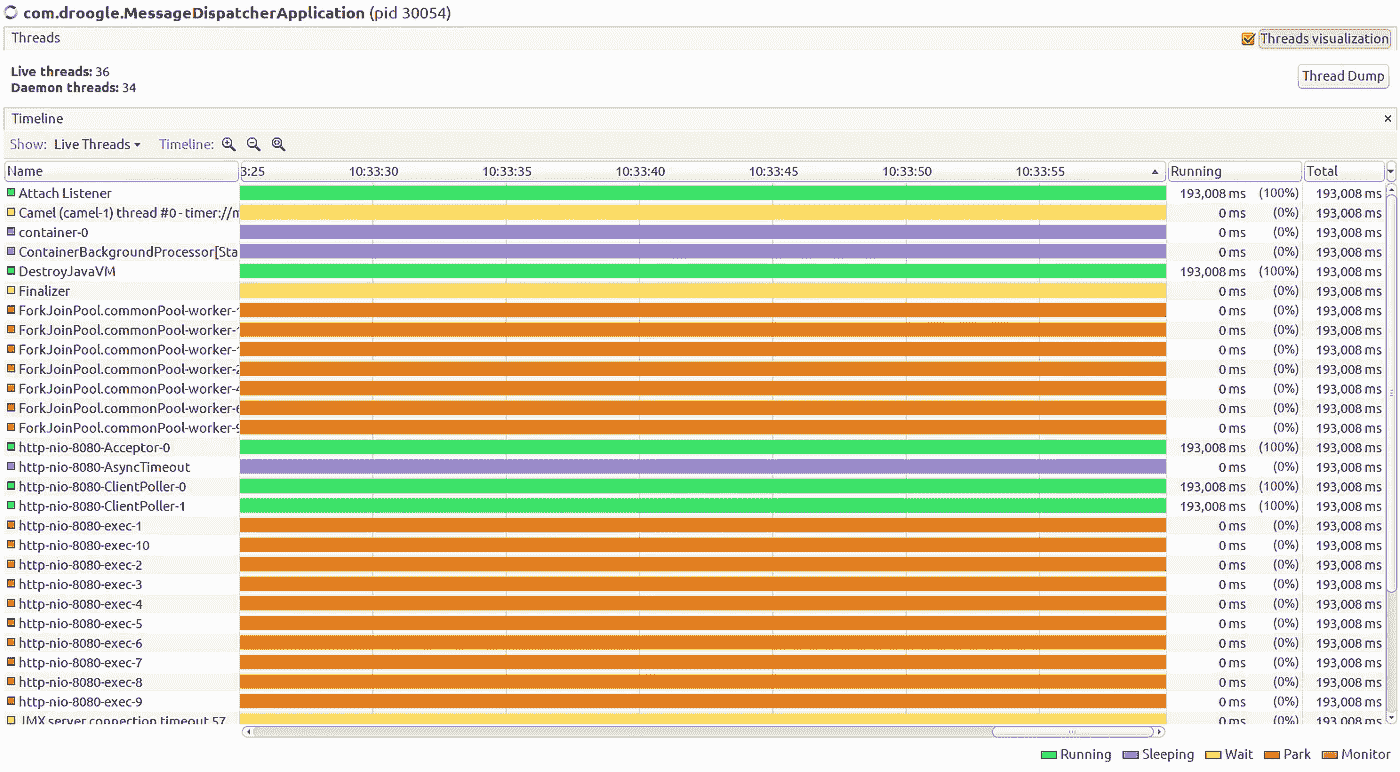 com.droogle.MessageDispatcherApplication (pid 30054)
Threads Threads visualization
Live threads: 36
Daemon threads: 34
Thread Dump
Timeline
Show: Live Threads Timeline:
Name 3:25 10:33:30 10:33:35 10:33:40 10:33:45 10:33:50 10:33:55 Running Total
Attach Listener 193,008 ms (100%) 193,008 ms
Camel (camel-1) thread #0 - timer://n 0 ms (0%) 193,008 ms
container-0 0 ms (0%) 193,008 ms
ContainerBackgroundProcessor[Sta 0 ms (0%) 193,008 ms
DestroyJavaVM 193,008 ms (100%) 193,008 ms
Finalizer 0 ms (0%) 193,008 ms
ForkJoinPool.commonPool-worker-1 0 ms (0%) 193,008 ms
ForkJoinPool.commonPool-worker-1 0 ms (0%) 193,008 ms
ForkJoinPool.commonPool-worker-1 0 ms (0%) 193,008 ms
ForkJoinPool.commonPool-worker-2 0 ms (0%) 193,008 ms
ForkJoinPool.commonPool-worker-4 0 ms (0%) 193,008 ms
ForkJoinPool.commonPool-worker-6 0 ms (0%) 193,008 ms
ForkJoinPool.commonPool-worker-9 0 ms (0%) 193,008 ms
http-nio-8080-Acceptor-0 193,008 ms (100%) 193,008 ms
http-nio-8080-AsyncTimeout 0 ms (0%) 193,008 ms
http-nio-8080-ClientPoller-0 193,008 ms (100%) 193,008 ms
http-nio-8080-ClientPoller-1 193,008 ms (100%) 193,008 ms
http-nio-8080-exec-1 0 ms (0%) 193,008 ms
http-nio-8080-exec-10 0 ms (0%) 193,008 ms
http-nio-8080-exec-2 0 ms (0%) 193,008 ms
http-nio-8080-exec-3 0 ms (0%) 193,008 ms
http-nio-8080-exec-4 0 ms (0%) 193,008 ms
http-nio-8080-exec-5 0 ms (0%) 193,008 ms
http-nio-8080-exec-6 0 ms (0%) 193,008 ms
http-nio-8080-exec-7 0 ms (0%) 193,008 ms
http-nio-8080-exec-8 0 ms (0%) 193,008 ms
http-nio-8080-exec-9 0 ms (0%) 193,008 ms
JMX server connection timeout 57 0 ms (0%) 193,008 ms
Running Sleeping Wait Park Monitor